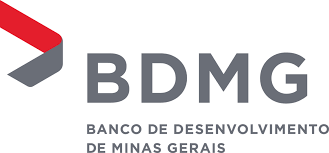 BDMG
BANCO DE DESENVOLVIMENTO
DE MINAS GERAIS